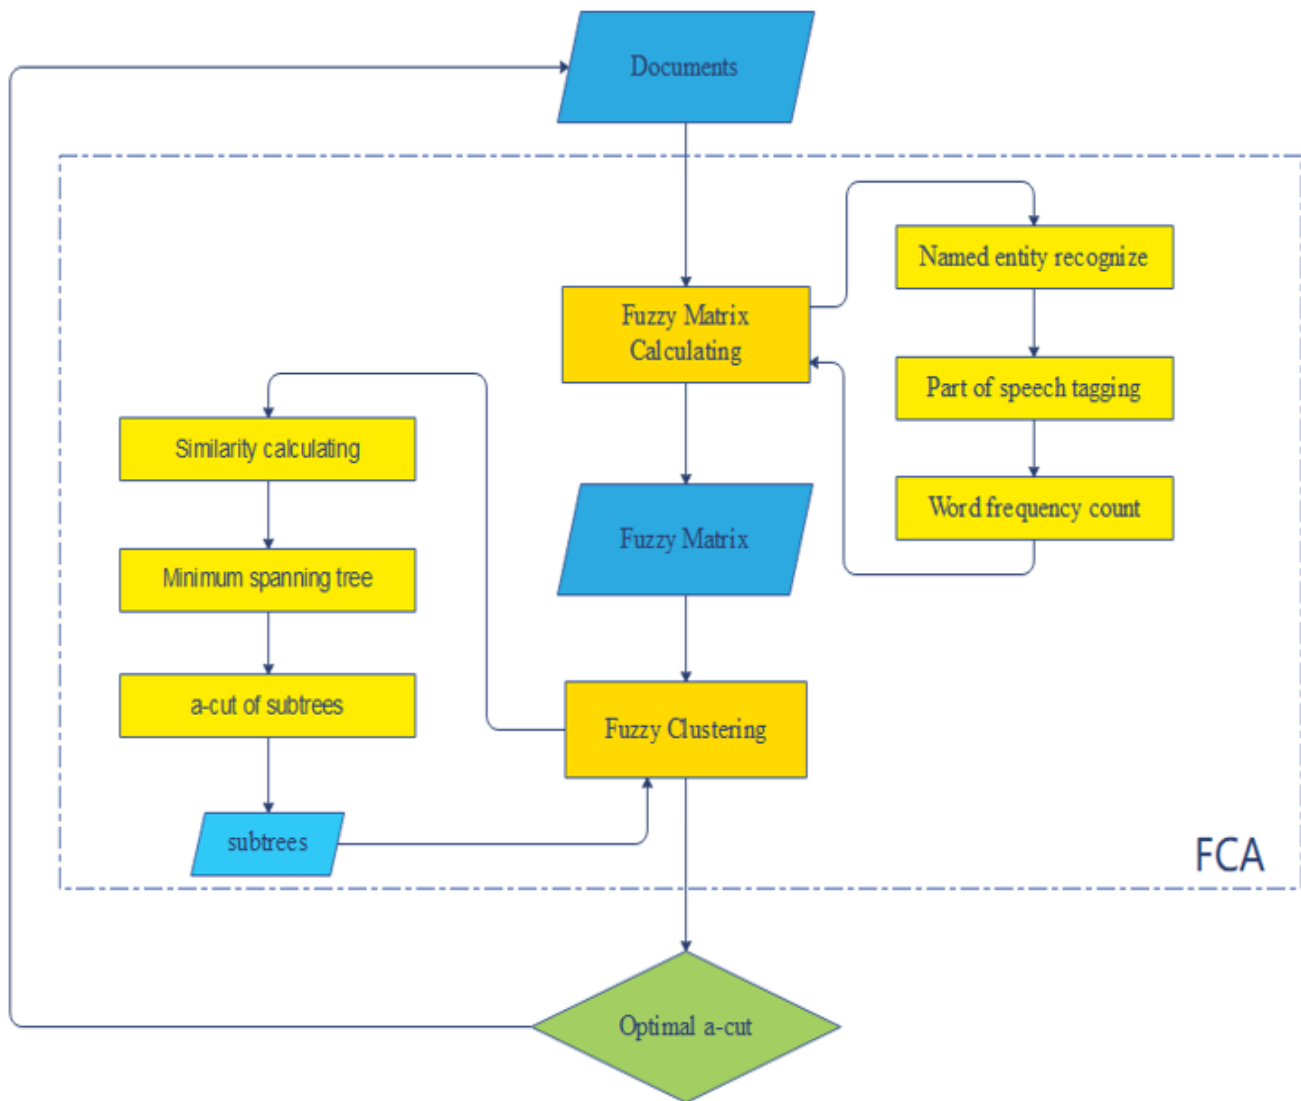 Documents
Named entity recognize
Fuzzy Matrix
Calculating
Part of speech tagging
Similarity calculating
Word frequency count
Fuzzy Matrix
Minimum spanning tree
a-cut of subtrees
Fuzzy Clustering
subtrees
FCA
Optimal a-cut